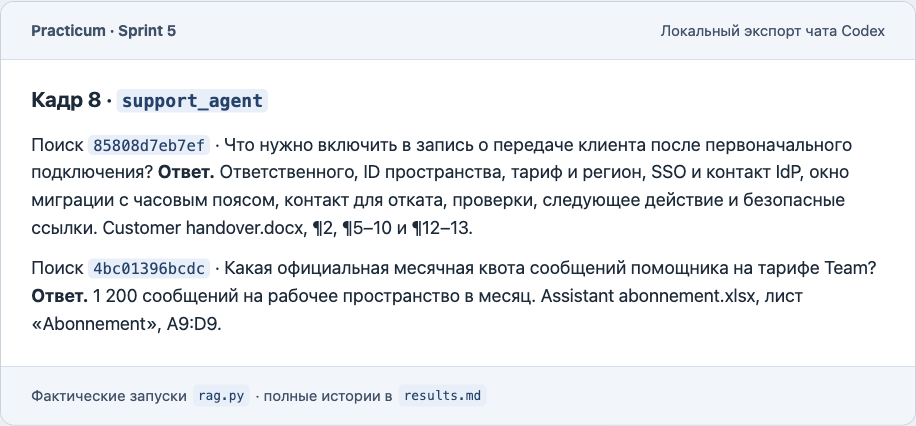 Practicum · Sprint 5
Локальный экспорт чата Codex
Кадр 8 · support_agent
Поиск 85808d7eb7ef · Что нужно включить в запись о передаче клиента после первоначального
подключения? Ответ. Ответственного, ID пространства, тариф и регион, SSO и контакт IdP, окно
миграции с часовым поясом, контакт для отката, проверки, следующее действие и безопасные
ссылки. Customer handover.docx, ¶2, ¶5–10 и ¶12–13.
Поиск 4bc01396bcdc · Какая официальная месячная квота сообщений помощника на тарифе Team?
Ответ. 1 200 сообщений на рабочее пространство в месяц. Assistant abonnement.xlsx, лист
«Abonnement», A9:D9.
Фактические запуски rag.py · полные истории в results.md